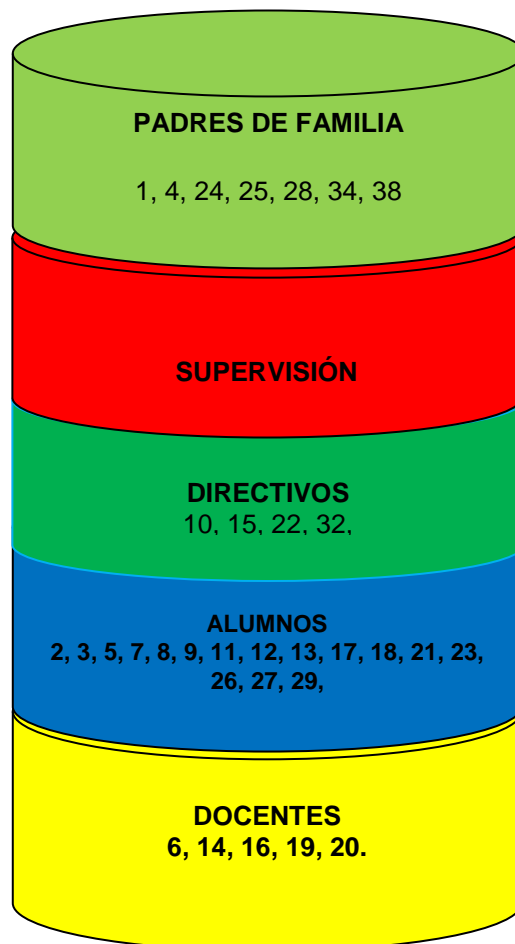 PADRES DE FAMILIA
1, 4, 24, 25, 28, 34, 38
SUPERVISIÓN
DIRECTIVOS
10, 15, 22, 32,
ALUMNOS
2, 3, 5, 7, 8, 9, 11, 12, 13, 17, 18, 21, 23,
26, 27, 29,
DOCENTES
6, 14, 16, 19, 20.